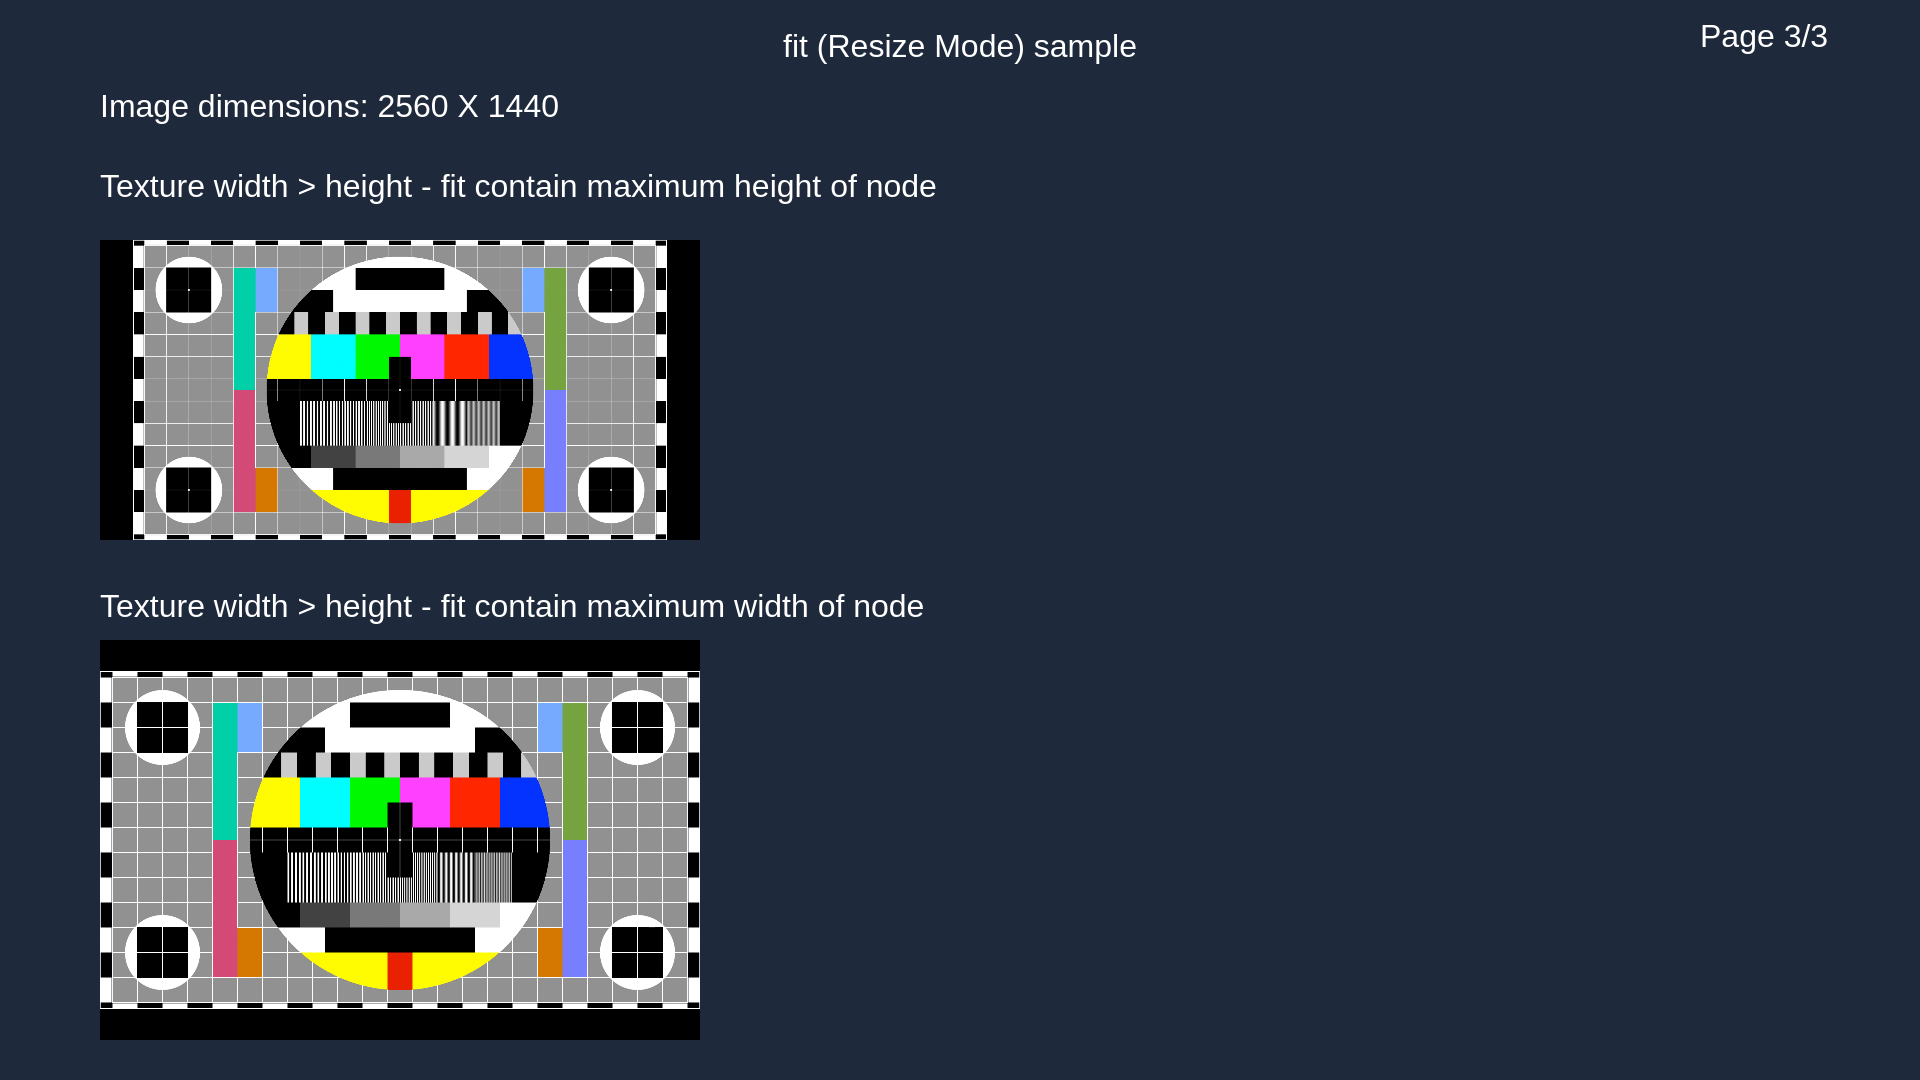 fit (Resize Mode) sample
Page 3/3
Image dimensions: 2560 X 1440
Texture width > height - fit contain maximum height of node
Texture width > height - fit contain maximum width of node